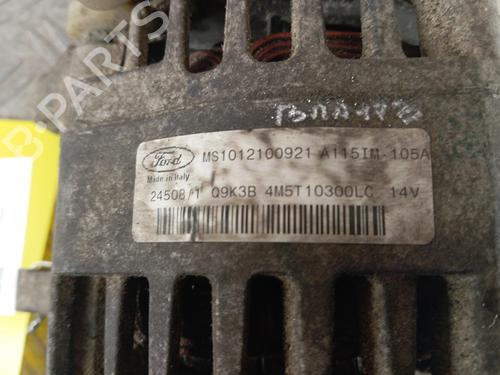 Ford MS1012100921 A115IM-105A
Made in Italy
24508/1 09K3B 4M5T10300LC 14V
B-PARTS